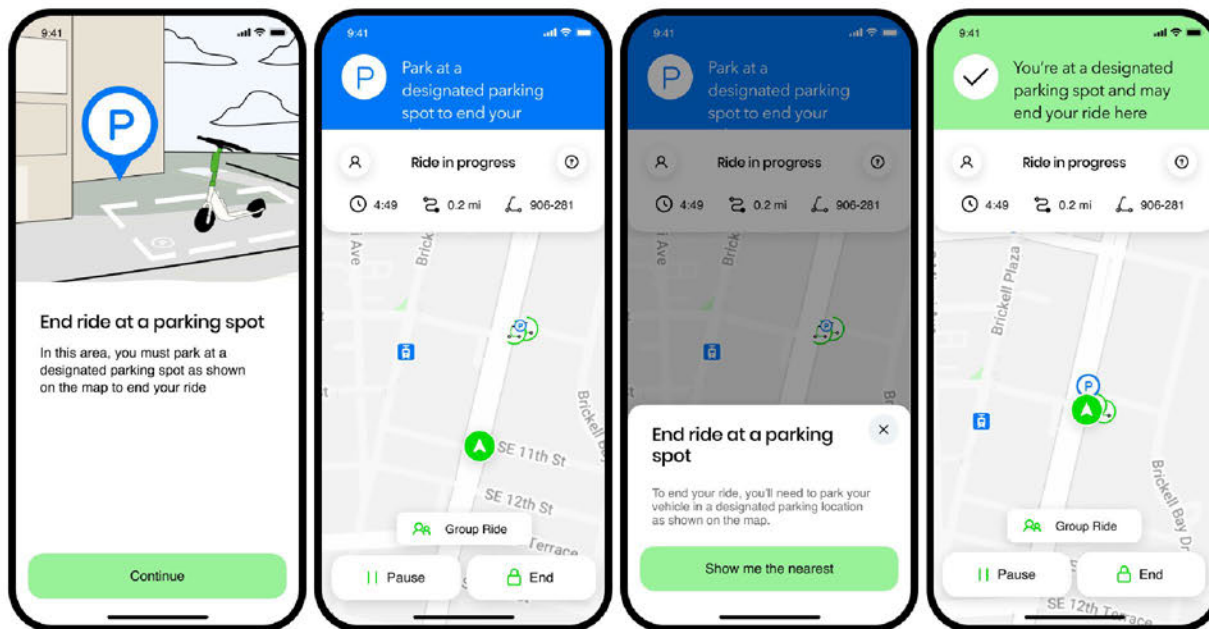 9:41
P
End ride at a parking spot
In this area, you must park at a
designated parking spot as shown
on the map to end your ride
Continue
9:41
P
Park at a
designated parking
spot to end your
Ride in progress
4:49
0.2 mi
906-281
i Ave
Brick
P
Brickell Ba
SE 11th St
SE 12th St
Group Ride
Terrace
Pause
End
9:41
P
Park at a
designated parking
spot to end your
Ride in progress
4:49
0.2 mi
906-281
i Ave
Brick
P
End ride at a parking
spot
To end your ride, you'll need to park your
vehicle in a designated parking location
as shown on the map.
Show me the nearest
9:41
You're at a designated
parking spot and may
end your ride here
Ride in progress
4:49
0.2 mi
906-281
Brickell Plaza
P
Brickell Bay Dr
Group Ride
Pause
End
SE 12th Terrace